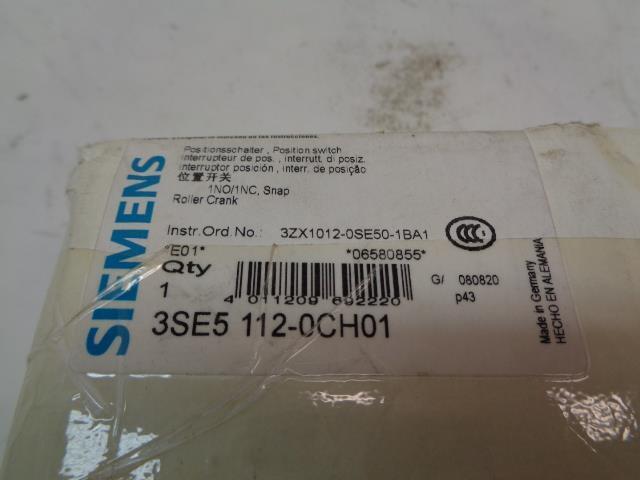 SIEMENS
Positionsschalter , Position switch
Interrupteur de pos. , interrutt. di posiz.
Interruptor posición , interr. de posição
位置开关
1NO/1NC, Snap
Roller Crank
Instr.Ord.No.: 3ZX1012-0SE50-1BA1
CCC
*E01* *06580855*
Qty
1
4 011209 692220
G/ 080820
p43
3SE5 112-0CH01
Made in Germany
HECHO EN ALEMANIA